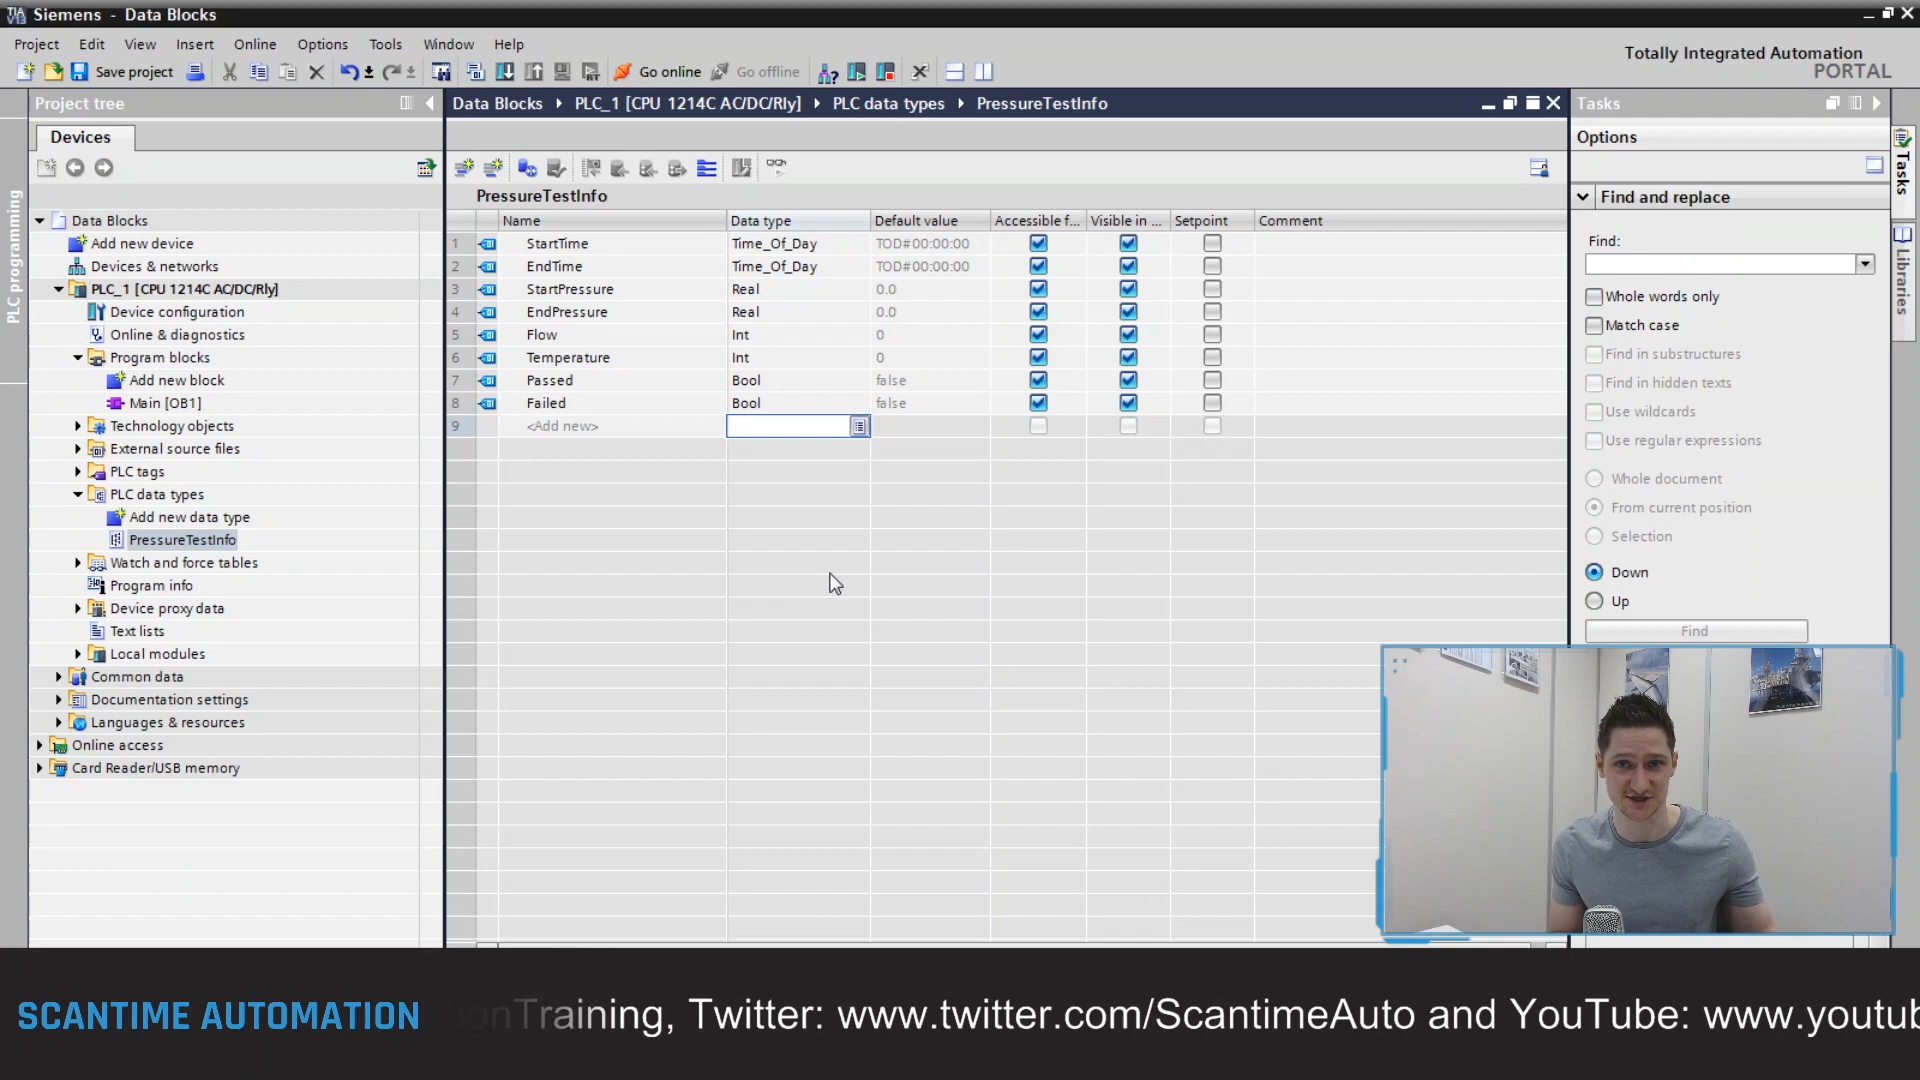 TIA V13 Siemens - Data Blocks
Project Edit View Insert Online Options Tools Window Help
Save project Go online Go offline
Totally Integrated Automation
PORTAL
Project tree
Devices
PLC programming
Data Blocks
Add new device
Devices & networks
PLC_1 [CPU 1214C AC/DC/Rly]
Device configuration
Online & diagnostics
Program blocks
Add new block
Main [OB1]
Technology objects
External source files
PLC tags
PLC data types
Add new data type
PressureTestInfo
Watch and force tables
Program info
Device proxy data
Text lists
Local modules
Common data
Documentation settings
Languages & resources
Online access
Card Reader/USB memory
Data Blocks PLC_1 [CPU 1214C AC/DC/Rly] PLC data types PressureTestInfo
PressureTestInfo
Name Data type Default value Accessible f... Visible in ... Setpoint Comment
1 StartTime Time_Of_Day TOD#00:00:00
2 EndTime Time_Of_Day TOD#00:00:00
3 StartPressure Real 0.0
4 EndPressure Real 0.0
5 Flow Int 0
6 Temperature Int 0
7 Passed Bool false
8 Failed Bool false
9 <Add new>
Tasks
Options
Find and replace
Find:
Whole words only
Match case
Find in substructures
Find in hidden texts
Use wildcards
Use regular expressions
Whole document
From current position
Selection
Down
Up
Find
Tasks
Libraries
SCANTIME AUTOMATION
onTraining, Twitter: www.twitter.com/ScantimeAuto and YouTube: www.youtub